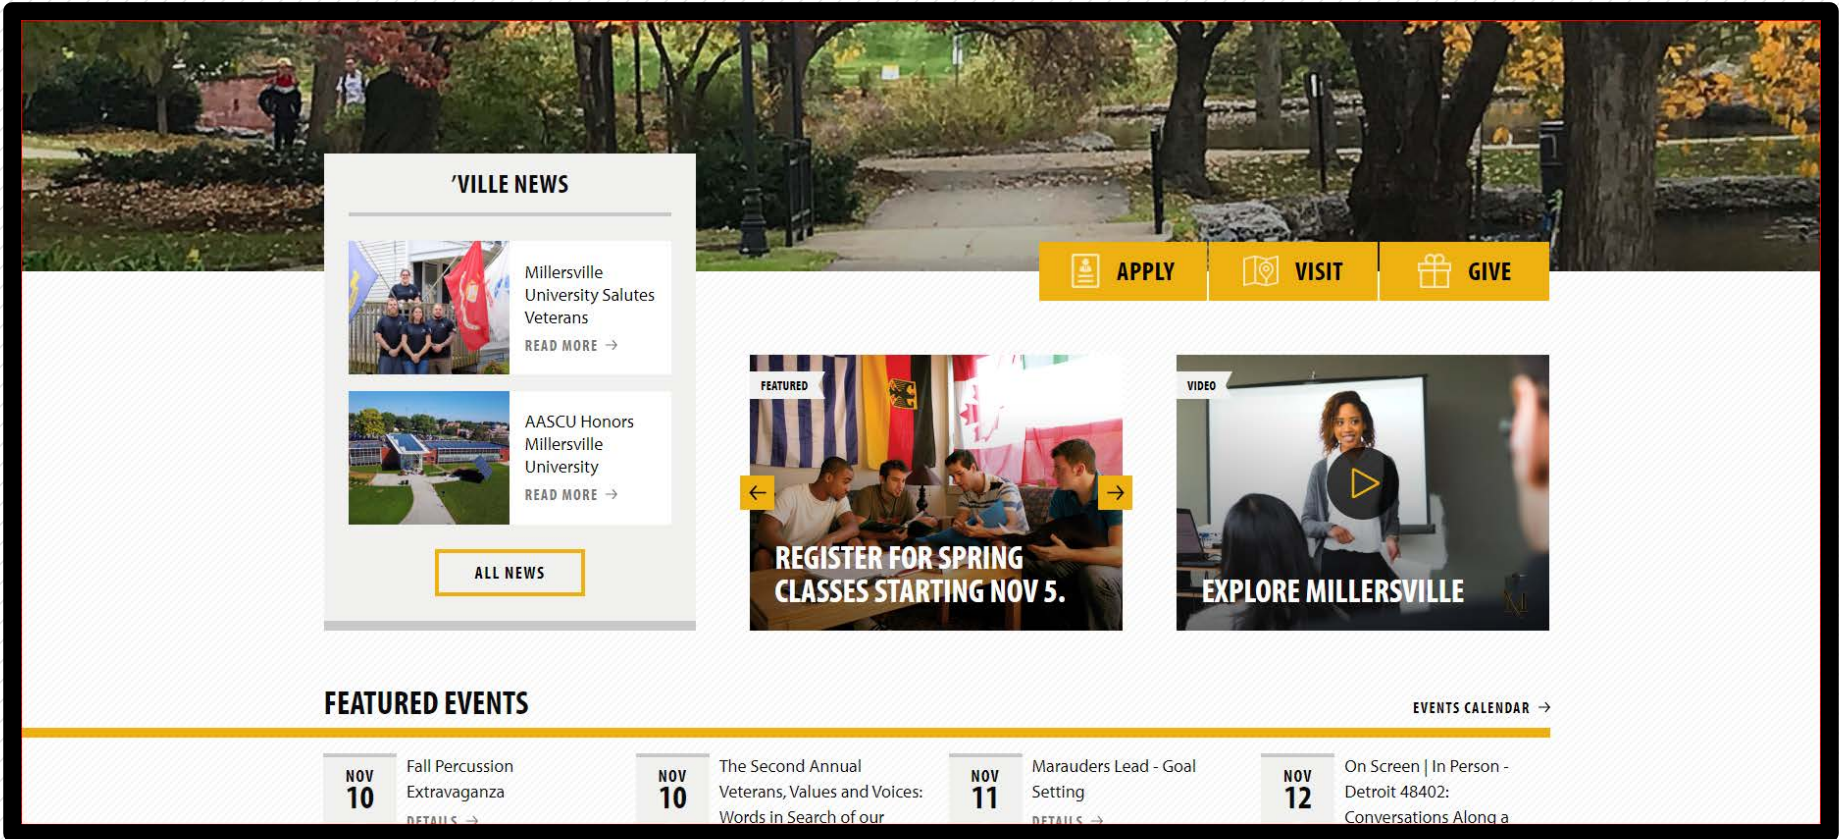 'VILLE NEWS
Millersville
University Salutes
Veterans
READ MORE →
AASCU Honors
Millersville
University
READ MORE →
ALL NEWS
APPLY
VISIT
GIVE
FEATURED
REGISTER FOR SPRING
CLASSES STARTING NOV 5.
VIDEO
EXPLORE MILLERSVILLE
M
FEATURED EVENTS
EVENTS CALENDAR →
NOV
10
Fall Percussion
Extravaganza
DETAILS →
NOV
10
The Second Annual
Veterans, Values and Voices:
Words in Search of our
NOV
11
Marauders Lead - Goal
Setting
DETAILS →
NOV
12
On Screen | In Person -
Detroit 48402:
Conversations Along a